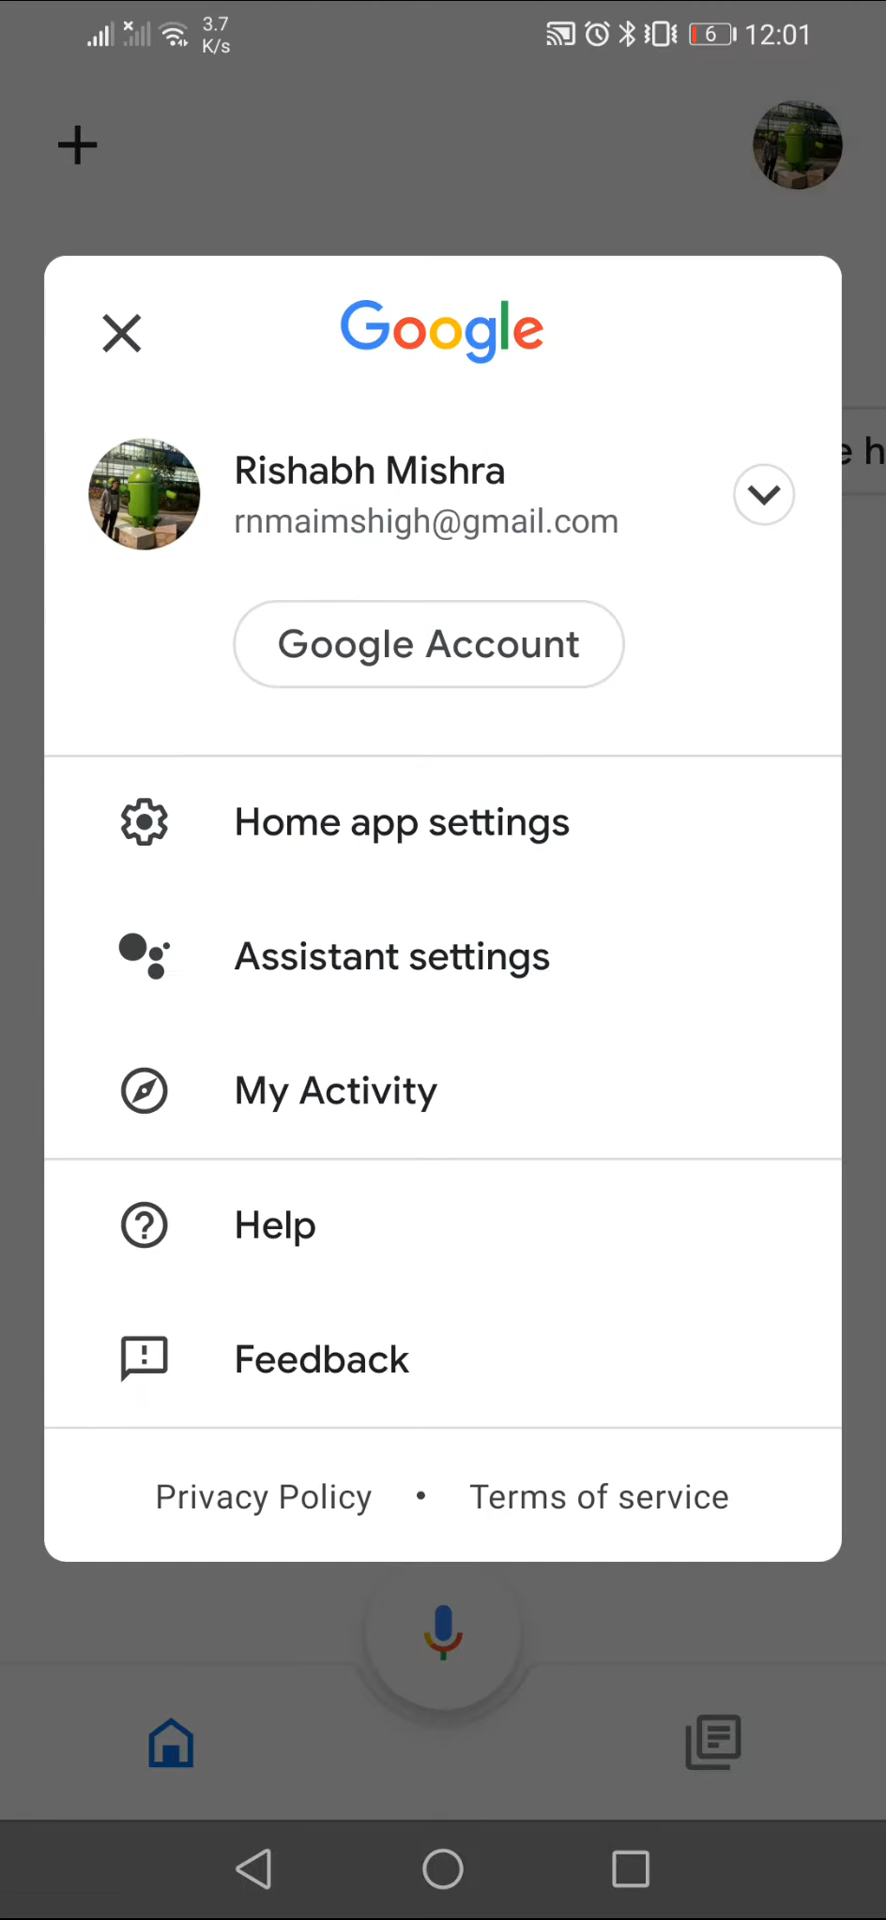 3.7
K/s
6
12:01
Google
e h
Rishabh Mishra
rnmaimshigh@gmail.com
Google Account
Home app settings
Assistant settings
My Activity
Help
Feedback
Privacy Policy • Terms of service